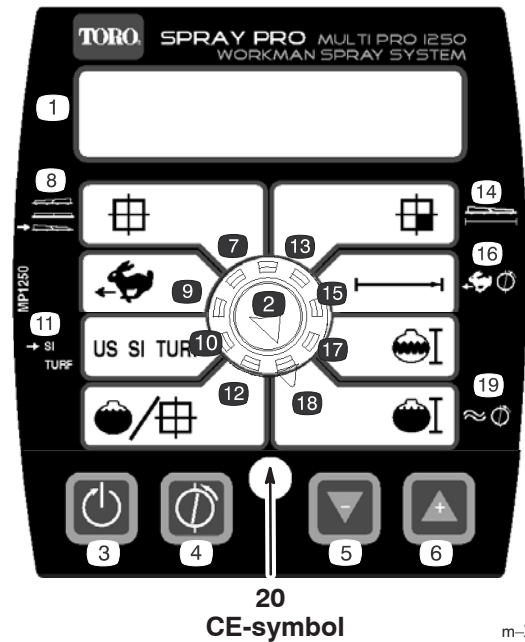 TORO. SPRAY PRO MULTI PRO 1250
WORKMAN SPRAY SYSTEM
1
8
14
7
13
16
MP1250
9
2
15
11
→ SI
TURF
US SI TURF
10
17
12
18
19
3
4
5
6
20
CE-symbol